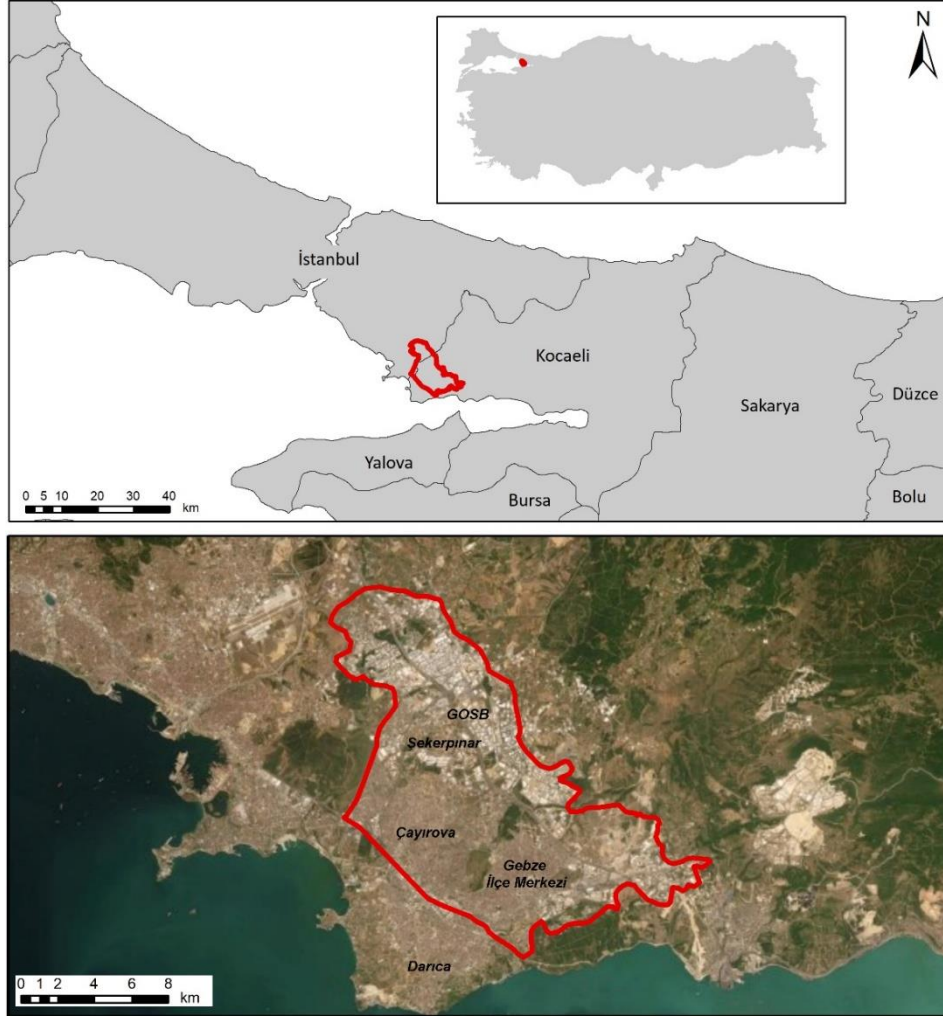 N
İstanbul
Kocaeli
Düzce
Sakarya
Yalova
Bursa
Bolu
0 5 10 20 30 40
km
GOSB
Şekerpınar
Çayırova
Gebze
İlçe Merkezi
Darıca
0 1 2 4 6 8
km